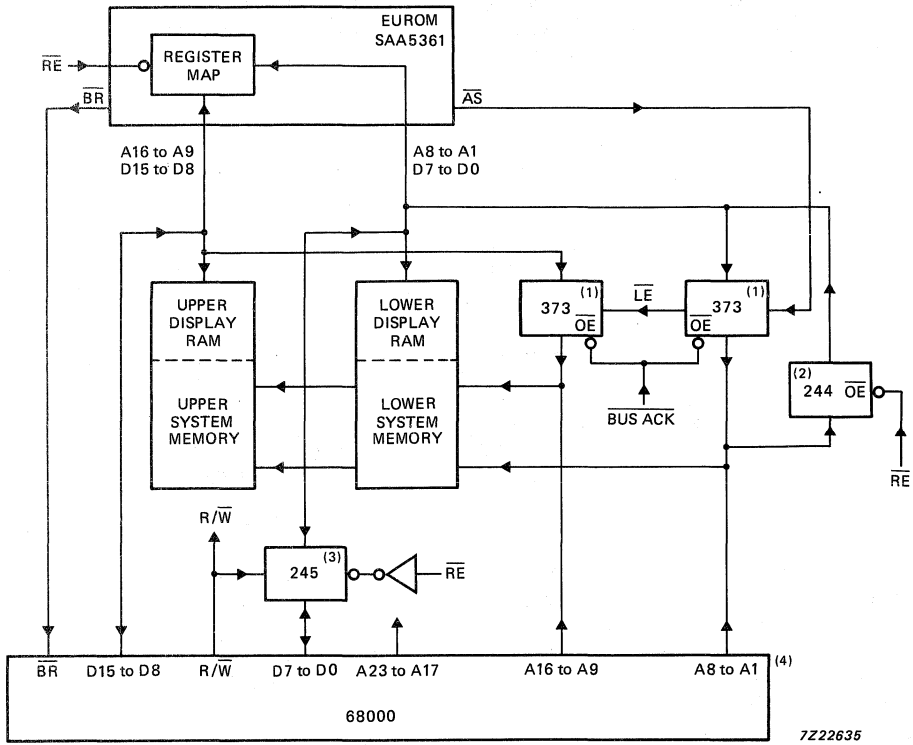 EUROM
SAA5361
REGISTER
MAP
RE
BR
AS
A16 to A9
D15 to D8
A8 to A1
D7 to D0
UPPER
DISPLAY
RAM
UPPER
SYSTEM
MEMORY
LOWER
DISPLAY
RAM
LOWER
SYSTEM
MEMORY
(1)
373
OE
LE
(1)
373
OE
BUS ACK
(2)
244 OE
RE
R/W
(3)
245
RE
BR
D15 to D8
R/W
D7 to D0
A23 to A17
A16 to A9
A8 to A1
(4)
68000
7Z22635